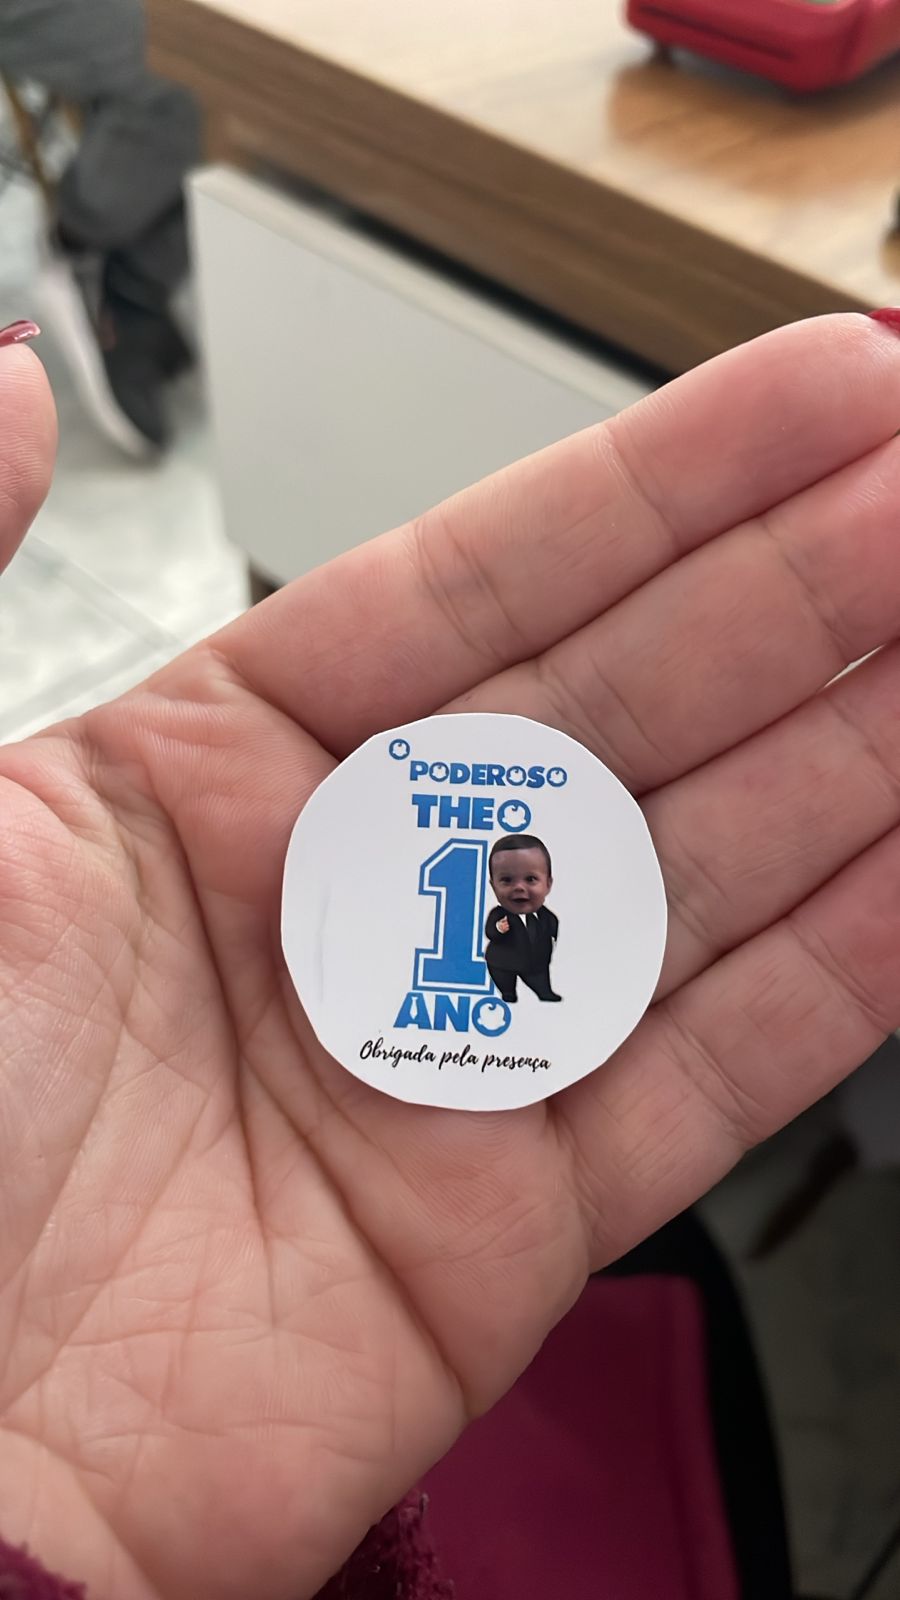 O
PODEROSO
THEO
1
ANO
Obrigada pela presença